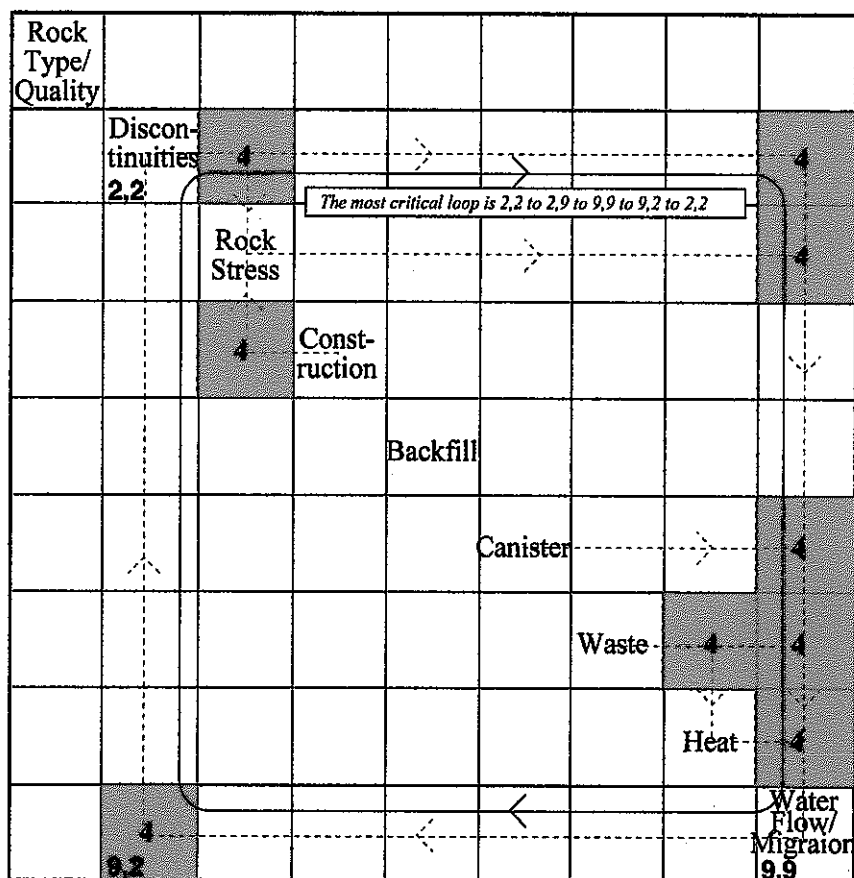 Rock
Type/
Quality
Discon-
tinuities
2,2
4
4
The most critical loop is 2,2 to 2,9 to 9,9 to 9,2 to 2,2
Rock
Stress
4
4
Const-
ruction
Backfill
Canister
4
Waste
4
4
Heat
4
4
9,2
Water
Flow/
Migraion
9,9